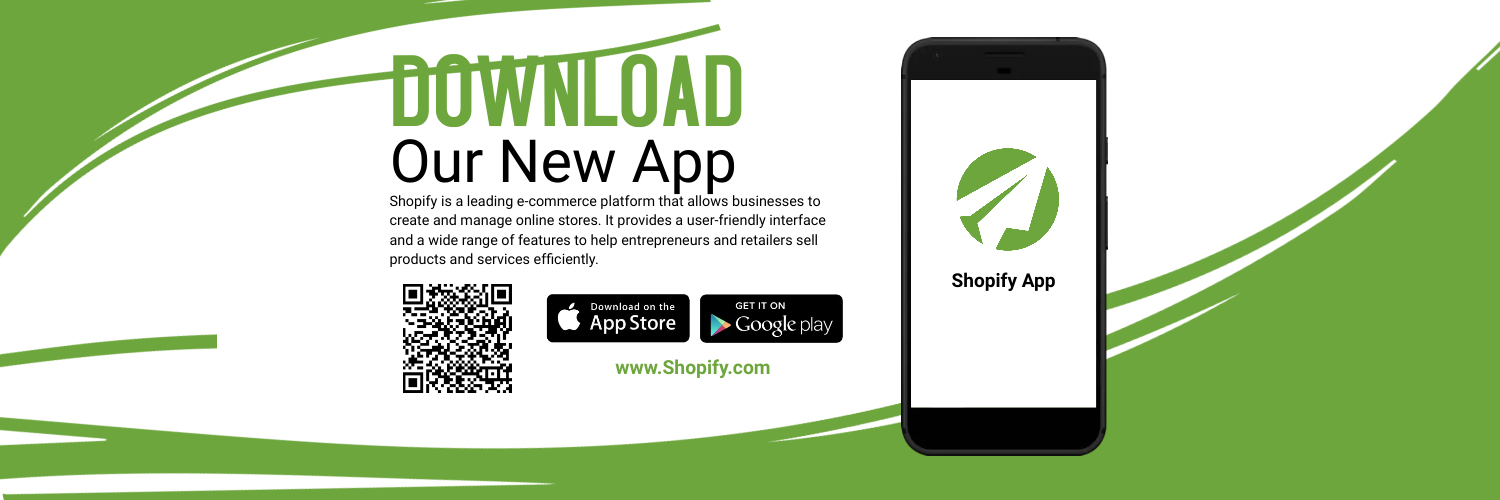 DOWNLOAD
Our New App
Shopify is a leading e-commerce platform that allows businesses to
create and manage online stores. It provides a user-friendly interface
and a wide range of features to help entrepreneurs and retailers sell
products and services efficiently.
Download on the
App Store
GET IT ON
Google play
www.Shopify.com
Shopify App